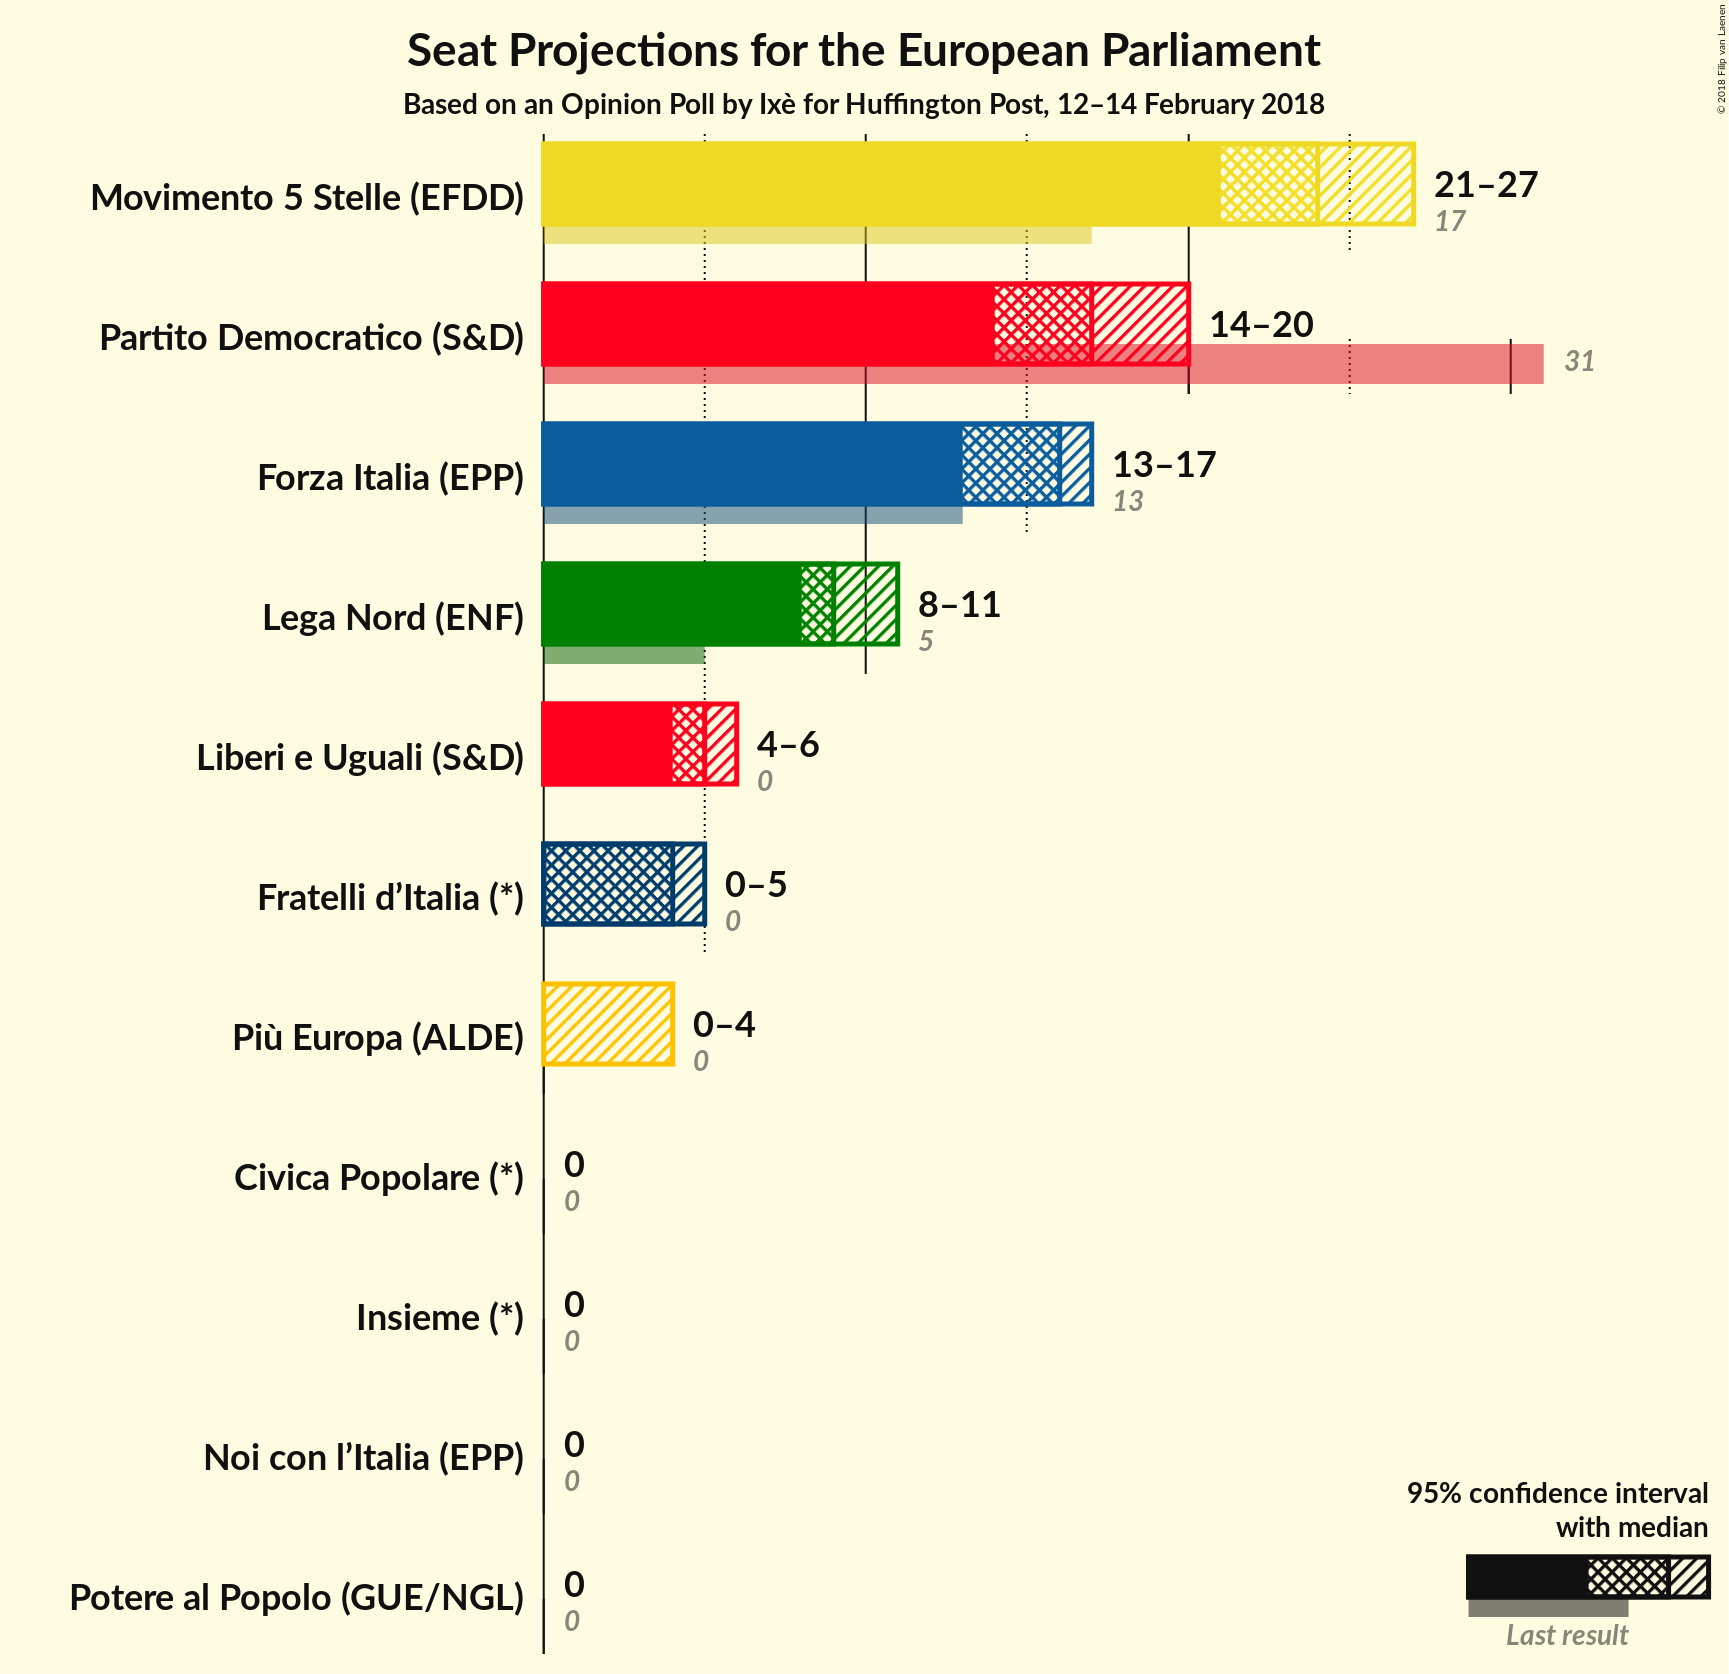 Seat Projections for the European Parliament
Based on an Opinion Poll by Ixè for Huffington Post, 12–14 February 2018
© 2018 Filip van Laenen
Movimento 5 Stelle (EFDD)
21–27
17
Partito Democratico (S&D)
14–20
31
Forza Italia (EPP)
13–17
13
Lega Nord (ENF)
8–11
5
Liberi e Uguali (S&D)
4–6
0
Fratelli d’Italia (*)
0–5
0
Più Europa (ALDE)
0–4
0
Civica Popolare (*)
0
0
Insieme (*)
0
0
Noi con l’Italia (EPP)
0
0
Potere al Popolo (GUE/NGL)
0
0
95% confidence interval
with median
Last result